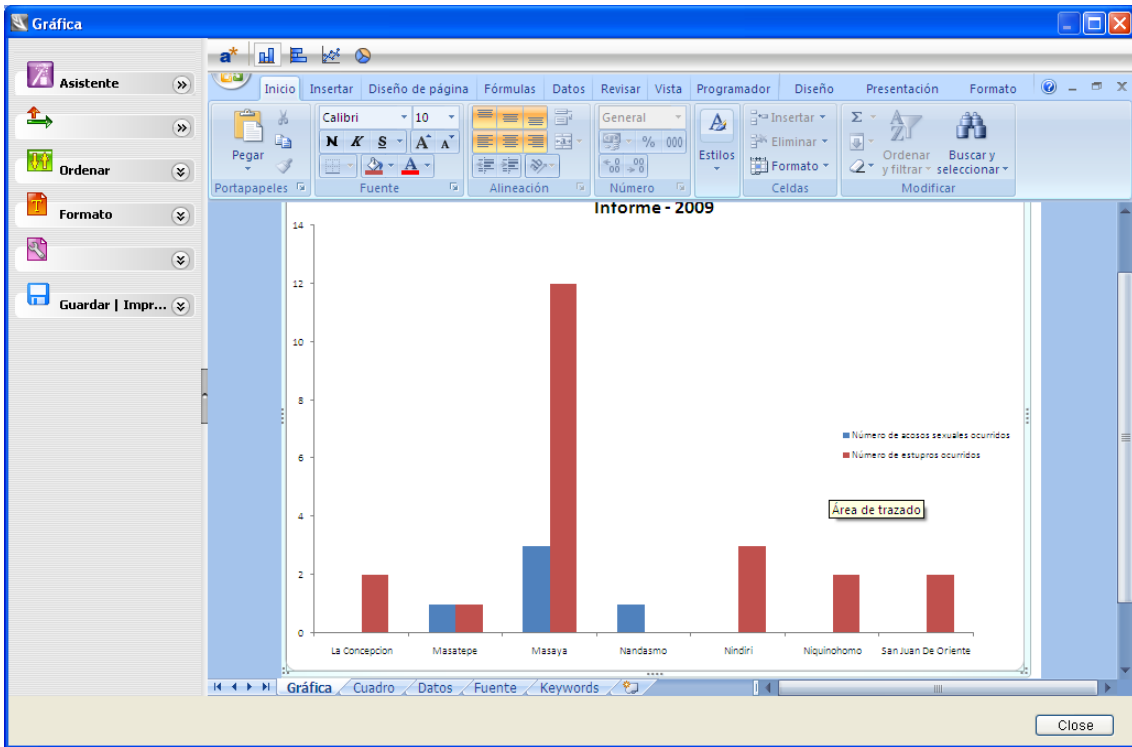 Gráfica
Asistente
Ordenar
Formato
Guardar | Impr...
a*
Inicio Insertar Diseño de página Fórmulas Datos Revisar Vista Programador Diseño Presentación Formato
Pegar
Portapapeles
Calibri 10
N K S A A
A
Fuente
Alineación
General
% 000
Número
Estilos
Insertar
Eliminar
Formato
Celdas
Σ
Ordenar y filtrar
Buscar y seleccionar
Modificar
Informe - 2009
14
12
10
8
6
4
2
0
Número de acosos sexuales ocurridos
Número de estupros ocurridos
Área de trazado
La Concepcion Masatepe Masaya Nandasmo Nindiri Niquinohomo San Juan De Oriente
Gráfica Cuadro Datos Fuente Keywords
Close